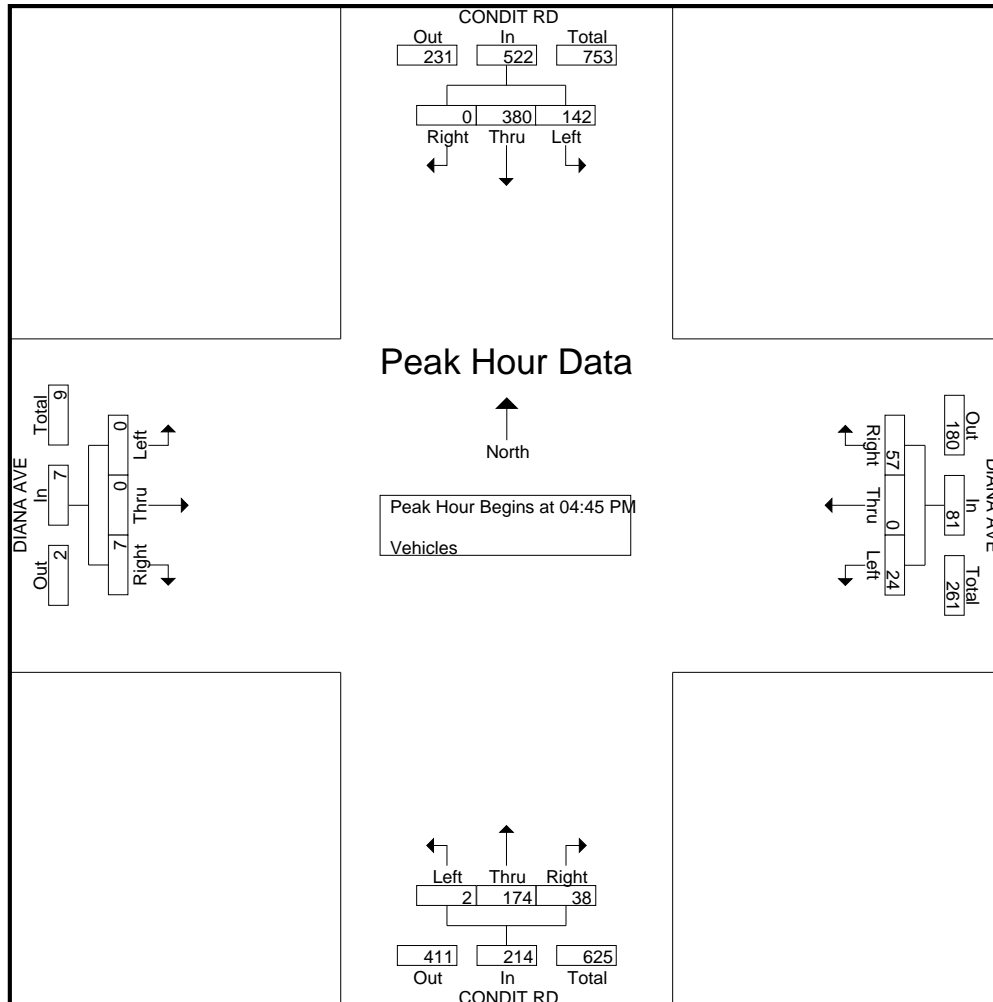 CONDIT RD
Out In Total
231 522 753
0 380 142
Right Thru Left
Peak Hour Data
North
Peak Hour Begins at 04:45 PM
Vehicles
DIANA AVE
Total In Out
9 7 2
0 0 7
Left Thru Right
Right Thru Left
57 0 24
Out In Total
180 81 261
DIANA AVE
Left Thru Right
2 174 38
411 214 625
Out In Total
CONDIT RD